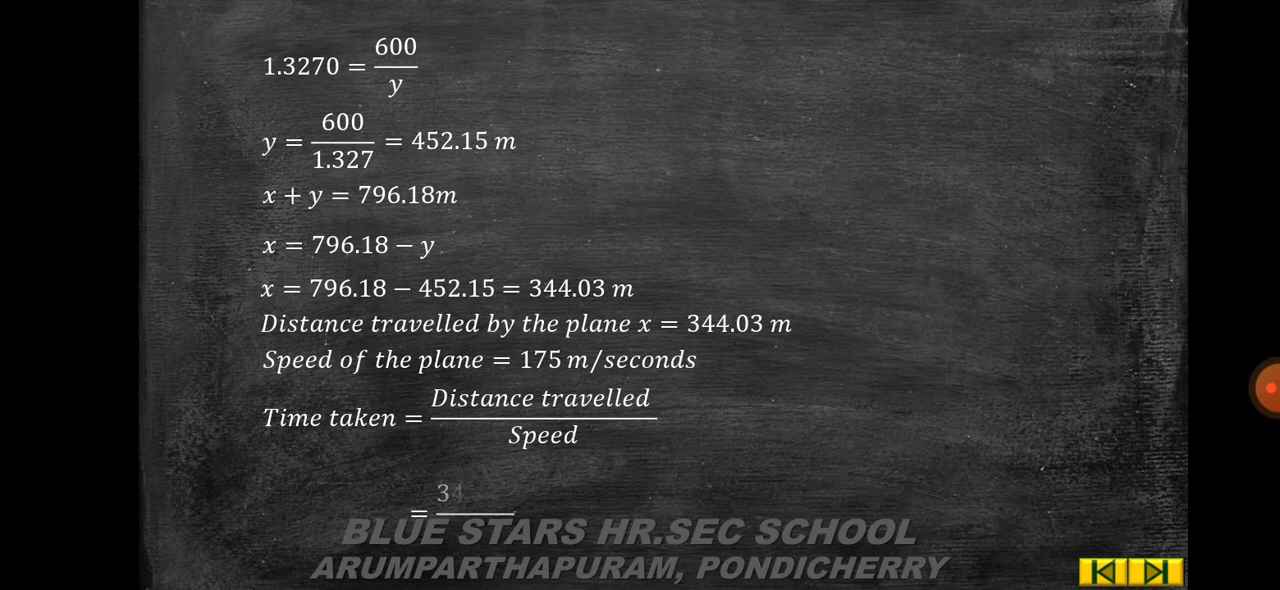 1.3270 = 600/y
y = 600/1.327 = 452.15 m
x + y = 796.18m
x = 796.18 − y
x = 796.18 − 452.15 = 344.03 m
Distance travelled by the plane x = 344.03 m
Speed of the plane = 175 m/seconds
Time taken = Distance travelled/Speed
= 34
BLUE STARS HR.SEC SCHOOL
ARUMPARTHAPURAM, PONDICHERRY